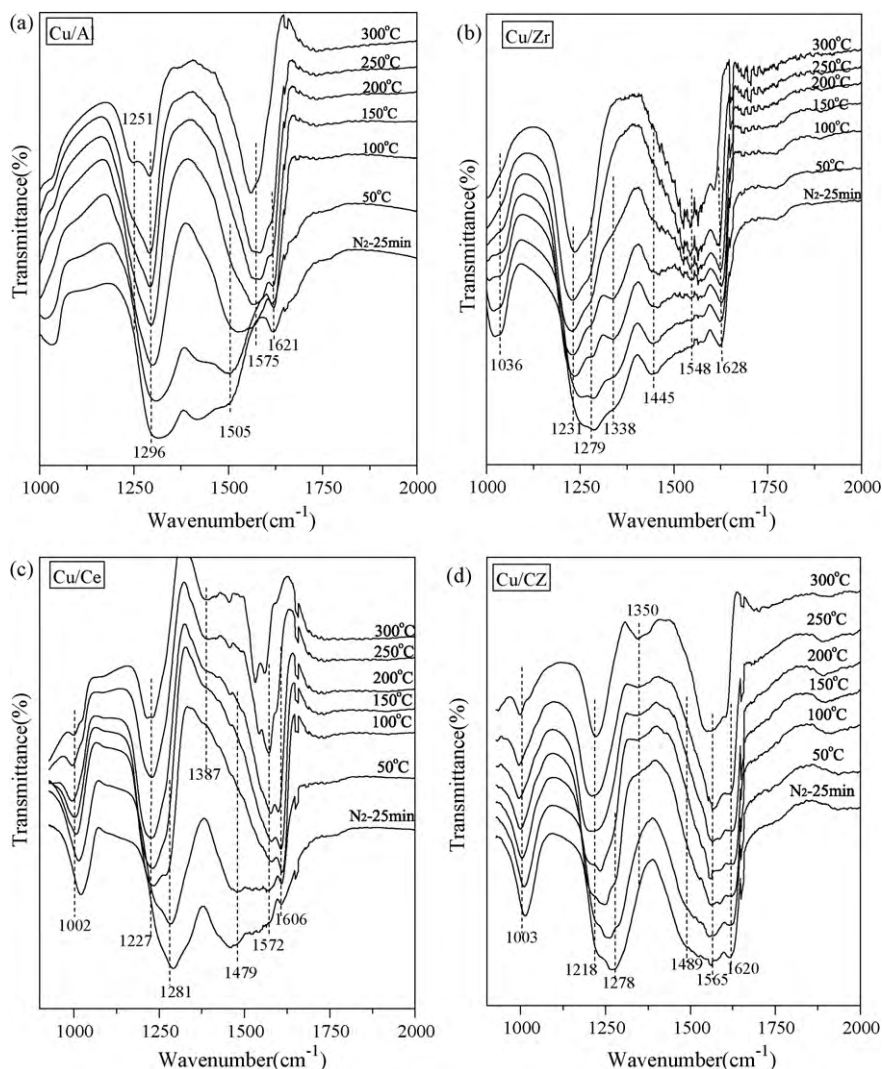 (a)
Cu/Al
300°C
250°C
200°C
150°C
100°C
50°C
N2-25min
1251
1575
1621
1505
1296
Transmittance(%)
1000 1250 1500 1750 2000
Wavenumber(cm-1)
(b)
Cu/Zr
300°C
250°C
200°C
150°C
100°C
50°C
N2-25min
1036
1231
1279
1338
1445
1548
1628
Transmittance(%)
1000 1250 1500 1750 2000
Wavenumber(cm-1)
(c)
Cu/Ce
300°C
250°C
200°C
150°C
100°C
50°C
N2-25min
1387
1002
1227
1281
1479
1572
1606
Transmittance(%)
1000 1250 1500 1750 2000
Wavenumber(cm-1)
(d)
Cu/CZ
300°C
250°C
200°C
150°C
100°C
50°C
N2-25min
1350
1003
1218
1278
1489
1565
1620
Transmittance(%)
1000 1250 1500 1750 2000
Wavenumber(cm-1)